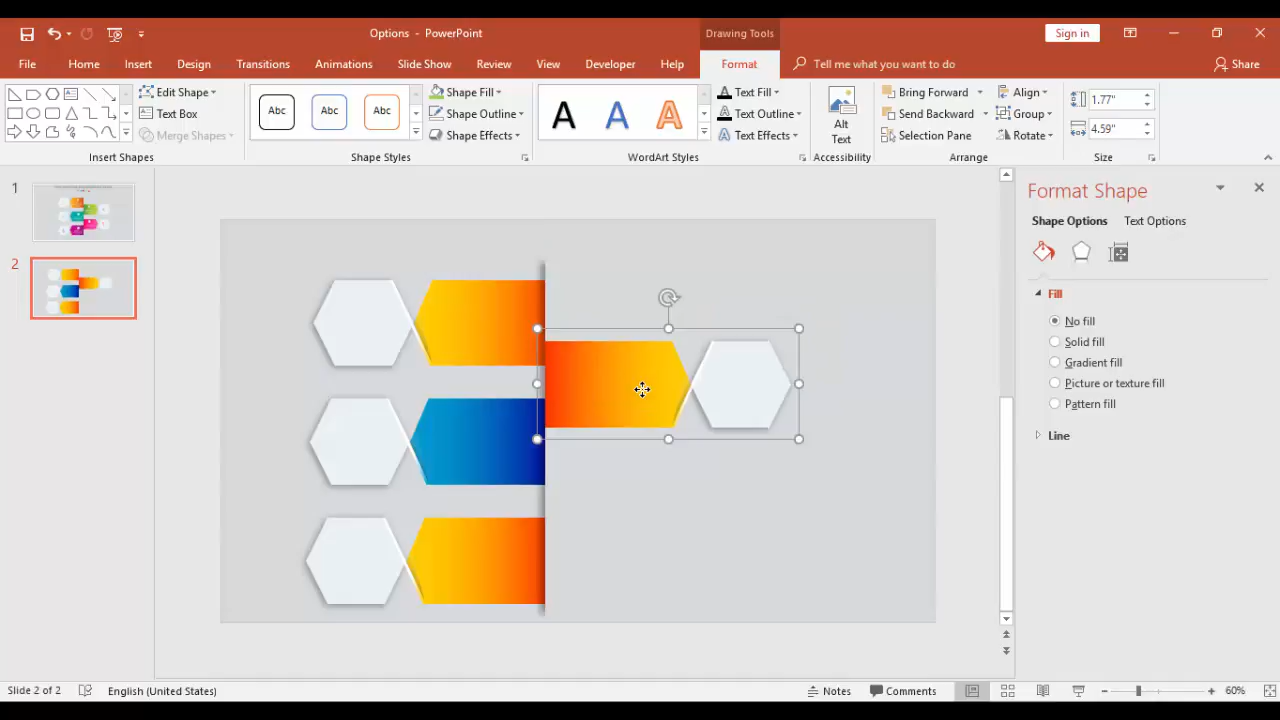 Options - PowerPoint
Drawing Tools
Sign in
File Home Insert Design Transitions Animations Slide Show Review View Developer Help Format Tell me what you want to do Share
Edit Shape
Text Box
Merge Shapes
Insert Shapes
Abc Abc Abc
Shape Fill
Shape Outline
Shape Effects
Shape Styles
A A A
Text Fill
Text Outline
Text Effects
WordArt Styles
Alt
Text
Accessibility
Bring Forward
Send Backward
Selection Pane
Align
Group
Rotate
Arrange
1.77"
4.59"
Size
1
2
Format Shape
Shape Options Text Options
Fill
No fill
Solid fill
Gradient fill
Picture or texture fill
Pattern fill
Line
Slide 2 of 2 English (United States) Notes Comments 60%